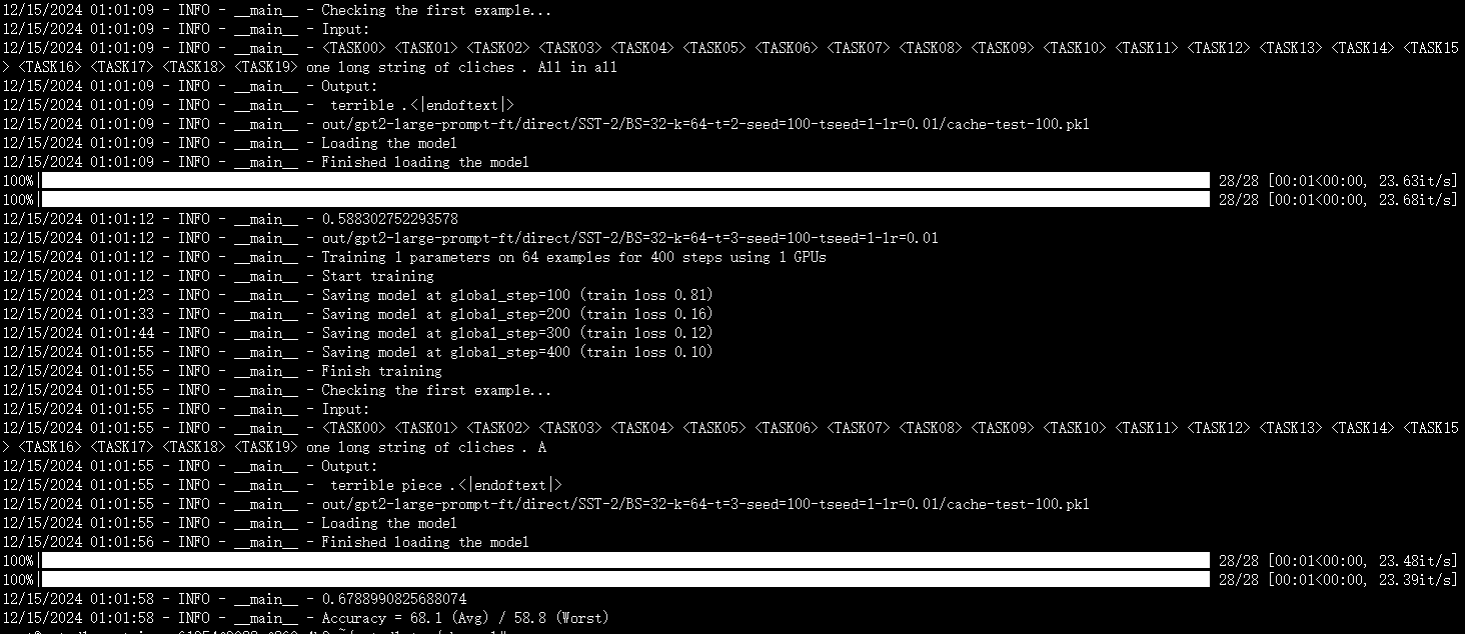 12/15/2024 01:01:09 - INFO - __main__ - Checking the first example...
12/15/2024 01:01:09 - INFO - __main__ - Input:
12/15/2024 01:01:09 - INFO - __main__ - <TASK00> <TASK01> <TASK02> <TASK03> <TASK04> <TASK05> <TASK06> <TASK07> <TASK08> <TASK09> <TASK10> <TASK11> <TASK12> <TASK13> <TASK14> <TASK15
> <TASK16> <TASK17> <TASK18> <TASK19> one long string of cliches . All in all
12/15/2024 01:01:09 - INFO - __main__ - Output:
12/15/2024 01:01:09 - INFO - __main__ -  terrible .<|endoftext|>
12/15/2024 01:01:09 - INFO - __main__ - out/gpt2-large-prompt-ft/direct/SST-2/BS=32-k=64-t=2-seed=100-tseed=1-lr=0.01/cache-test-100.pkl
12/15/2024 01:01:09 - INFO - __main__ - Loading the model
12/15/2024 01:01:09 - INFO - __main__ - Finished loading the model
100%| 28/28 [00:01<00:00, 23.63it/s]
100%| 28/28 [00:01<00:00, 23.68it/s]
12/15/2024 01:01:12 - INFO - __main__ - 0.588302752293578
12/15/2024 01:01:12 - INFO - __main__ - out/gpt2-large-prompt-ft/direct/SST-2/BS=32-k=64-t=3-seed=100-tseed=1-lr=0.01
12/15/2024 01:01:12 - INFO - __main__ - Training 1 parameters on 64 examples for 400 steps using 1 GPUs
12/15/2024 01:01:12 - INFO - __main__ - Start training
12/15/2024 01:01:23 - INFO - __main__ - Saving model at global_step=100 (train loss 0.81)
12/15/2024 01:01:33 - INFO - __main__ - Saving model at global_step=200 (train loss 0.16)
12/15/2024 01:01:44 - INFO - __main__ - Saving model at global_step=300 (train loss 0.12)
12/15/2024 01:01:55 - INFO - __main__ - Saving model at global_step=400 (train loss 0.10)
12/15/2024 01:01:55 - INFO - __main__ - Finish training
12/15/2024 01:01:55 - INFO - __main__ - Checking the first example...
12/15/2024 01:01:55 - INFO - __main__ - Input:
12/15/2024 01:01:55 - INFO - __main__ - <TASK00> <TASK01> <TASK02> <TASK03> <TASK04> <TASK05> <TASK06> <TASK07> <TASK08> <TASK09> <TASK10> <TASK11> <TASK12> <TASK13> <TASK14> <TASK15
> <TASK16> <TASK17> <TASK18> <TASK19> one long string of cliches . A
12/15/2024 01:01:55 - INFO - __main__ - Output:
12/15/2024 01:01:55 - INFO - __main__ -  terrible piece .<|endoftext|>
12/15/2024 01:01:55 - INFO - __main__ - out/gpt2-large-prompt-ft/direct/SST-2/BS=32-k=64-t=3-seed=100-tseed=1-lr=0.01/cache-test-100.pkl
12/15/2024 01:01:55 - INFO - __main__ - Loading the model
12/15/2024 01:01:56 - INFO - __main__ - Finished loading the model
100%| 28/28 [00:01<00:00, 23.48it/s]
100%| 28/28 [00:01<00:00, 23.39it/s]
12/15/2024 01:01:58 - INFO - __main__ - 0.6788990825688074
12/15/2024 01:01:58 - INFO - __main__ - Accuracy = 68.1 (Avg) / 58.8 (Worst)